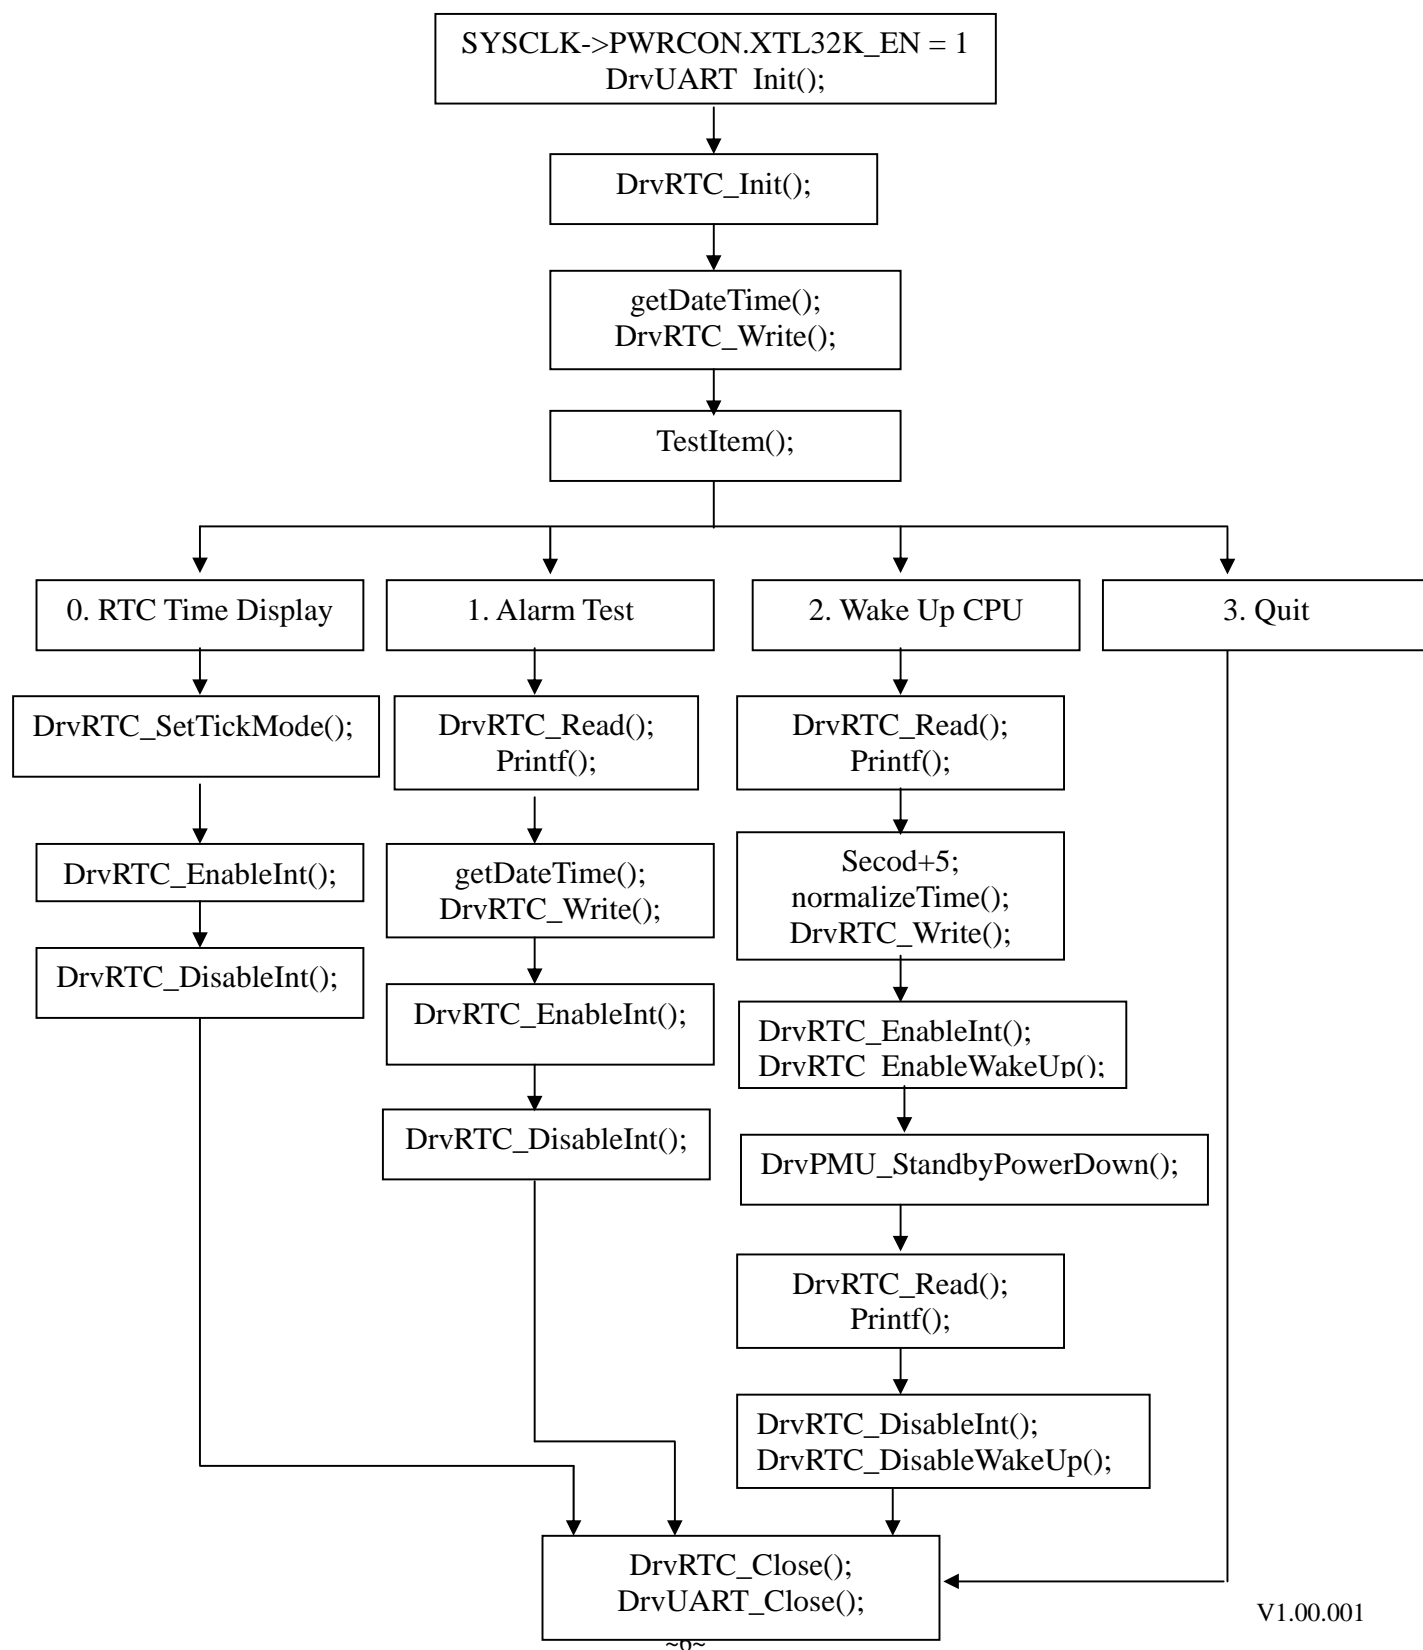 SYSCLK->PWRCON.XTL32K_EN = 1
DrvUART_Init();
DrvRTC_Init();
getDateTime();
DrvRTC_Write();
TestItem();
0. RTC Time Display
1. Alarm Test
2. Wake Up CPU
3. Quit
DrvRTC_SetTickMode();
DrvRTC_EnableInt();
DrvRTC_DisableInt();
DrvRTC_Read();
Printf();
getDateTime();
DrvRTC_Write();
DrvRTC_EnableInt();
DrvRTC_DisableInt();
DrvRTC_Read();
Printf();
Secod+5;
normalizeTime();
DrvRTC_Write();
DrvRTC_EnableInt();
DrvRTC_EnableWakeUp();
DrvPMU_StandbyPowerDown();
DrvRTC_Read();
Printf();
DrvRTC_DisableInt();
DrvRTC_DisableWakeUp();
DrvRTC_Close();
DrvUART_Close();
V1.00.001
~6~